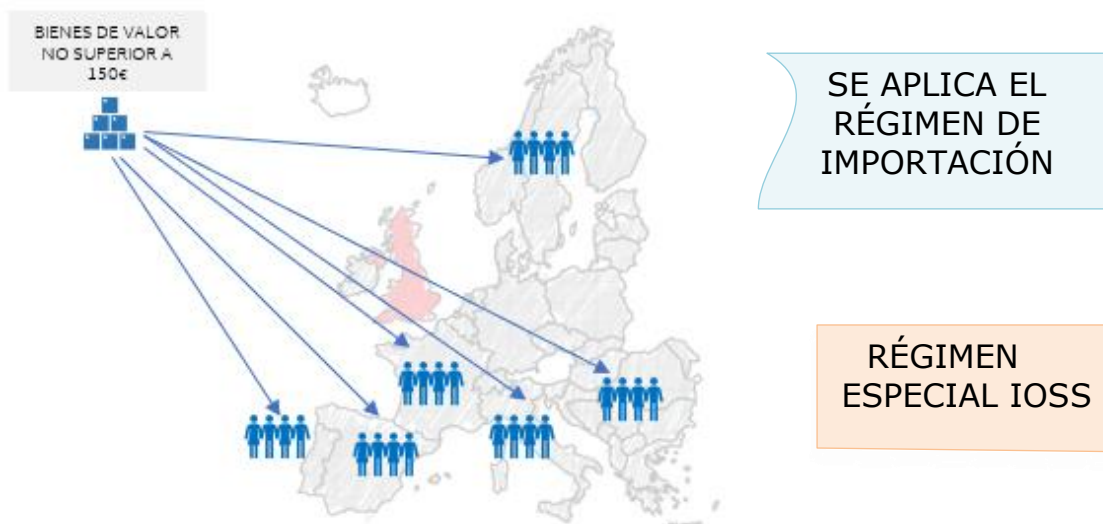 BIENES DE VALOR
NO SUPERIOR A
150€
SE APLICA EL
RÉGIMEN DE
IMPORTACIÓN
RÉGIMEN
ESPECIAL IOSS